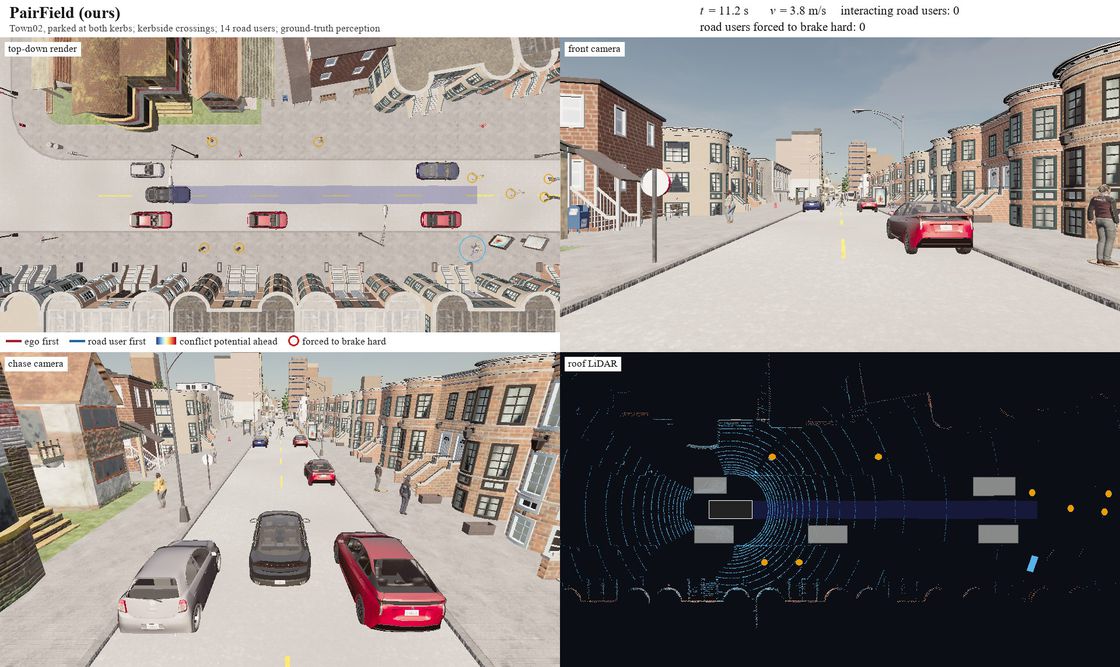 PairField (ours)
Town02, parked at both kerbs; kerbside crossings; 14 road users; ground-truth perception
t = 11.2 s v = 3.8 m/s interacting road users: 0
road users forced to brake hard: 0
top-down render
front camera
ego first road user first conflict potential ahead forced to brake hard
chase camera
roof LiDAR